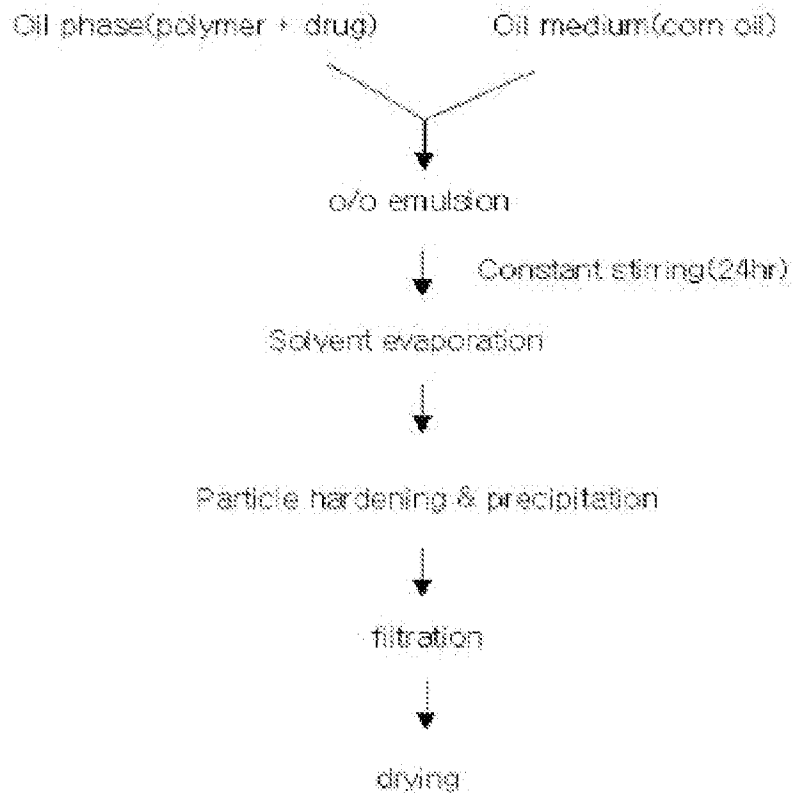 Oil phase(polymer + drug)
Oil medium(corn oil)
o/o emulsion
Constant stirring(24hr)
Solvent evaporation
Particle hardening & precipitation
filtration
drying